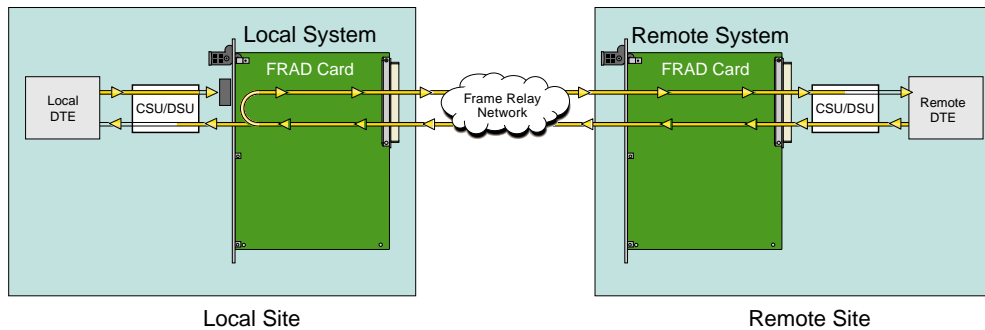 Local System
Remote System
FRAD Card
FRAD Card
Local
DTE
CSU/DSU
Frame Relay
Network
CSU/DSU
Remote
DTE
Local Site
Remote Site